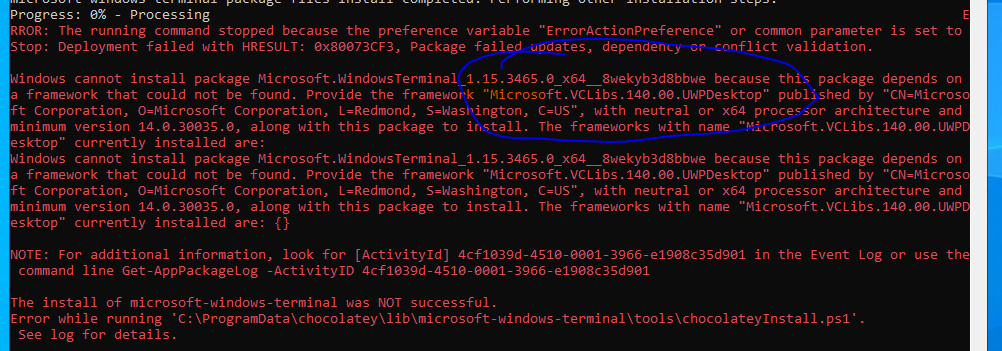 microsoft-windows-terminal package files install completed. Performing other installation steps.
Progress: 0% - Processing E
RROR: The running command stopped because the preference variable "ErrorActionPreference" or common parameter is set to
Stop: Deployment failed with HRESULT: 0x80073CF3, Package failed updates, dependency or conflict validation.
Windows cannot install package Microsoft.WindowsTerminal_1.15.3465.0_x64__8wekyb3d8bbwe because this package depends on
a framework that could not be found. Provide the framework "Microsoft.VCLibs.140.00.UWPDesktop" published by "CN=Microso
ft Corporation, O=Microsoft Corporation, L=Redmond, S=Washington, C=US", with neutral or x64 processor architecture and
minimum version 14.0.30035.0, along with this package to install. The frameworks with name "Microsoft.VCLibs.140.00.UWPD
esktop" currently installed are:
Windows cannot install package Microsoft.WindowsTerminal_1.15.3465.0_x64__8wekyb3d8bbwe because this package depends on
a framework that could not be found. Provide the framework "Microsoft.VCLibs.140.00.UWPDesktop" published by "CN=Microso
ft Corporation, O=Microsoft Corporation, L=Redmond, S=Washington, C=US", with neutral or x64 processor architecture and
minimum version 14.0.30035.0, along with this package to install. The frameworks with name "Microsoft.VCLibs.140.00.UWPD
esktop" currently installed are: {}
NOTE: For additional information, look for [ActivityId] 4cf1039d-4510-0001-3966-e1908c35d901 in the Event Log or use the
command line Get-AppPackageLog -ActivityID 4cf1039d-4510-0001-3966-e1908c35d901
The install of microsoft-windows-terminal was NOT successful.
Error while running 'C:\ProgramData\chocolatey\lib\microsoft-windows-terminal\tools\chocolateyInstall.ps1'.
See log for details.